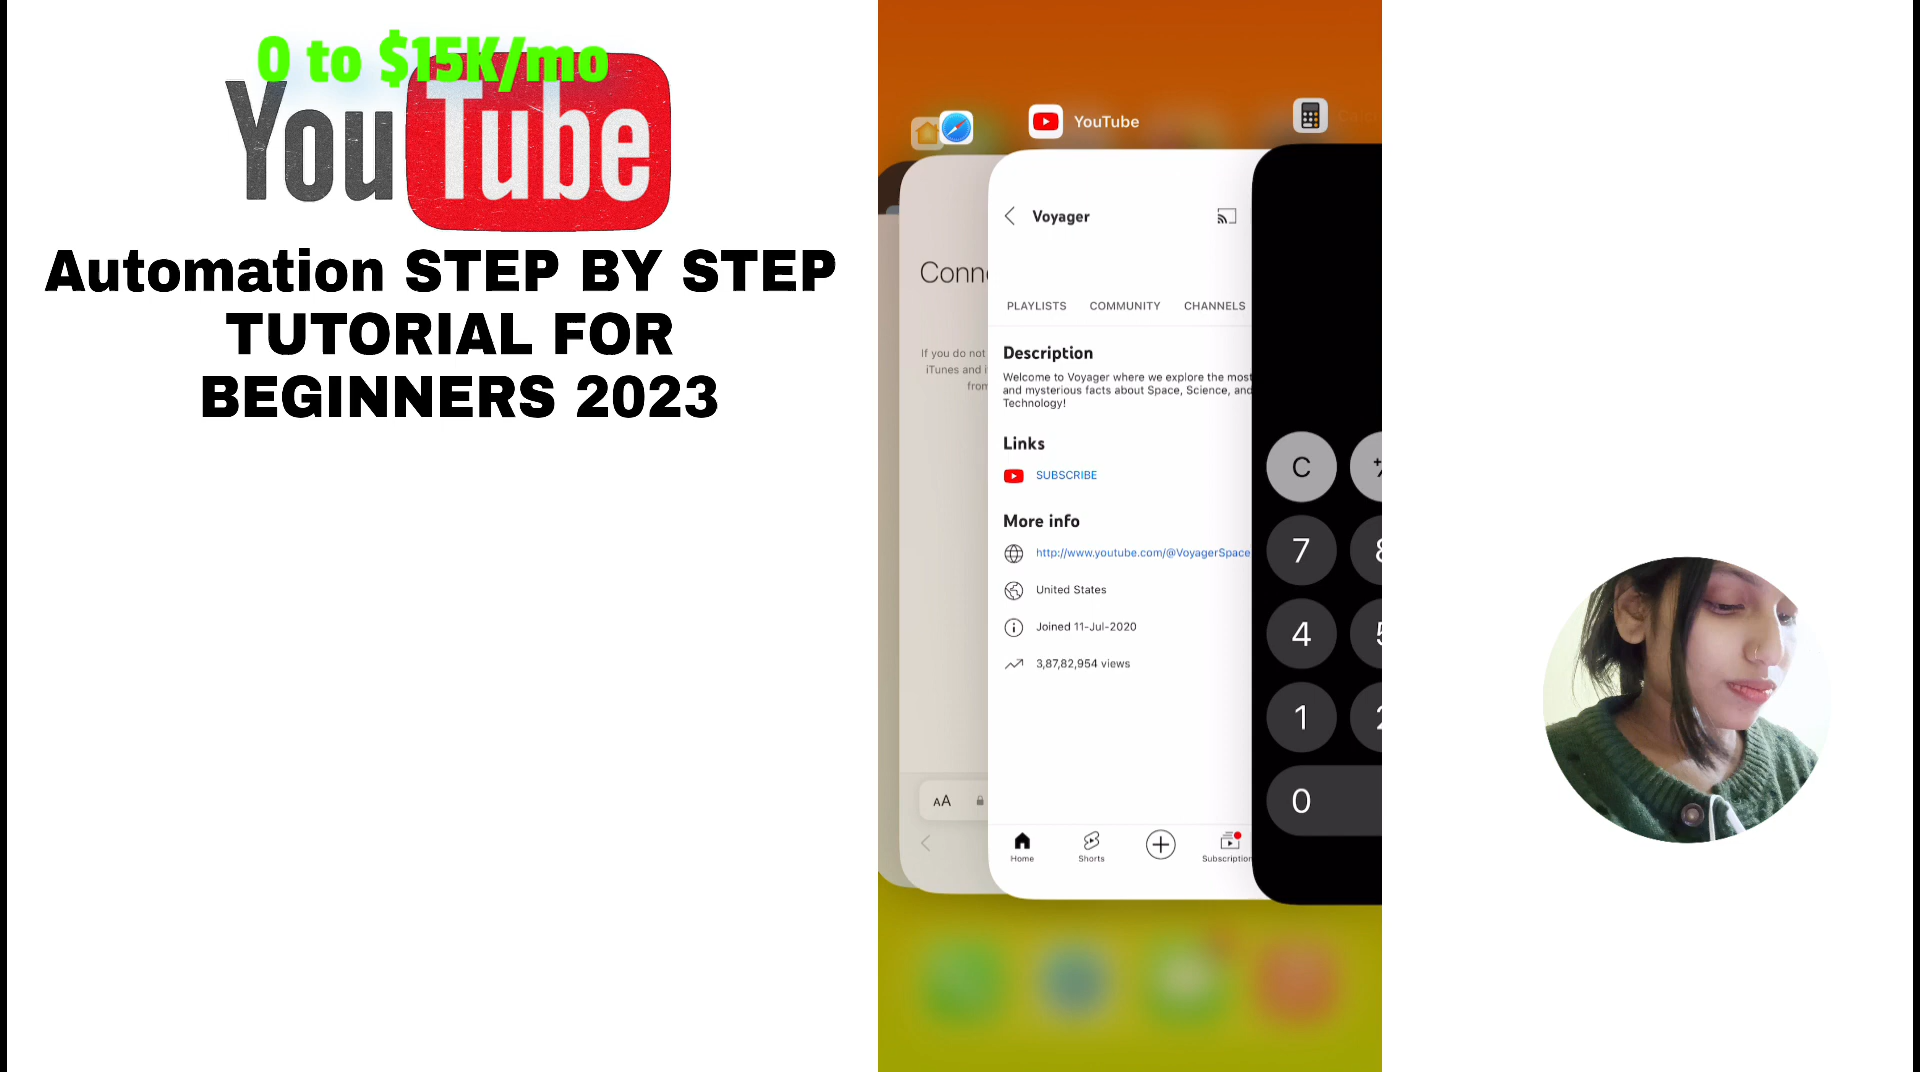 0 to $15K/mo
YouTube
Automation STEP BY STEP
TUTORIAL FOR
BEGINNERS 2023
YouTube
Voyager
PLAYLISTS COMMUNITY CHANNELS
Description
Welcome to Voyager where we explore the most
and mysterious facts about Space, Science, and
Technology!
Links
SUBSCRIBE
More info
http://www.youtube.com/@VoyagerSpace
United States
Joined 11-Jul-2020
3,87,82,954 views
Home Shorts Subscription
If you do not
iTunes and
AA
C
7
4
1
0